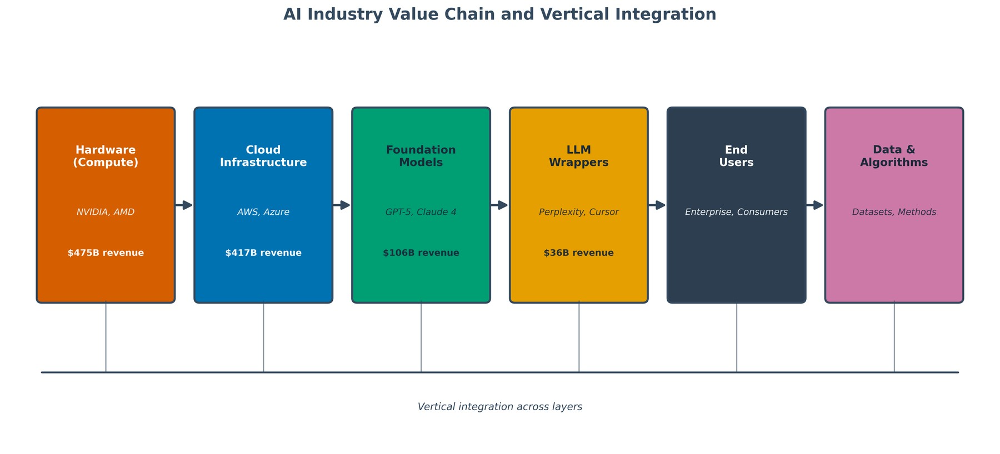 AI Industry Value Chain and Vertical Integration
Hardware
(Compute)
NVIDIA, AMD
$475B revenue
Cloud
Infrastructure
AWS, Azure
$417B revenue
Foundation
Models
GPT-5, Claude 4
$106B revenue
LLM
Wrappers
Perplexity, Cursor
$36B revenue
End
Users
Enterprise, Consumers
Data &
Algorithms
Datasets, Methods
Vertical integration across layers